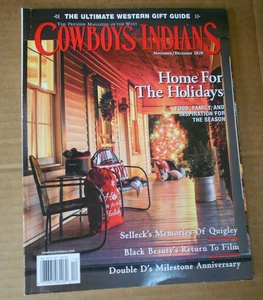 THE ULTIMATE WESTERN GIFT GUIDE
THE PREMIER MAGAZINE OF THE WEST
COWBOYS & INDIANS
NOVEMBER/DECEMBER 2020
Home For
The Holidays
FOOD, FAMILY, AND
INSPIRATION FOR
THE SEASON
Selleck's Memories Of Quigley
Black Beauty's Return To Film
Double D's Milestone Anniversary